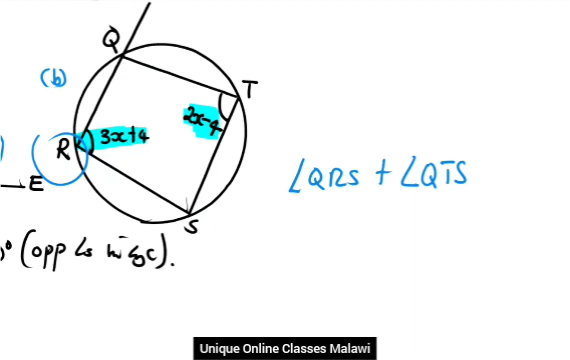 Q
(b)
T
2x-4
R 3x+4
∠QRS + ∠QTS
E
S
(opp ∠s in cyc).
Unique Online Classes Malawi